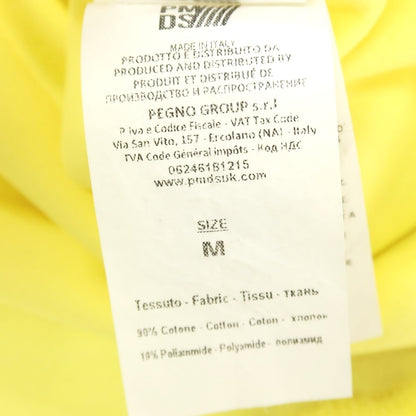 PMDS
MADE IN ITALY
PRODOTTO E DISTRIBUITO DA
PRODUCED AND DISTRIBUTED BY
PRODUIT ET DISTRIBUÉ DE
ПРОИЗВОДСТВО И РАСПРОСТРАНЕНИЕ
PEGNO GROUP s.r.l
P.iva e Codice Fiscale - VAT Tax Code
Via San Vito, 157 - Ercolano (NA) - Italy
TVA Code Général impôts - Код НДС
06246181215
www.pmdsuk.com
SIZE
M
Tessuto - Fabric - Tissu - ткань
90% Cotone - Cotton - Coton - хлопок
10% Poliammide - Polyamide - полиамид